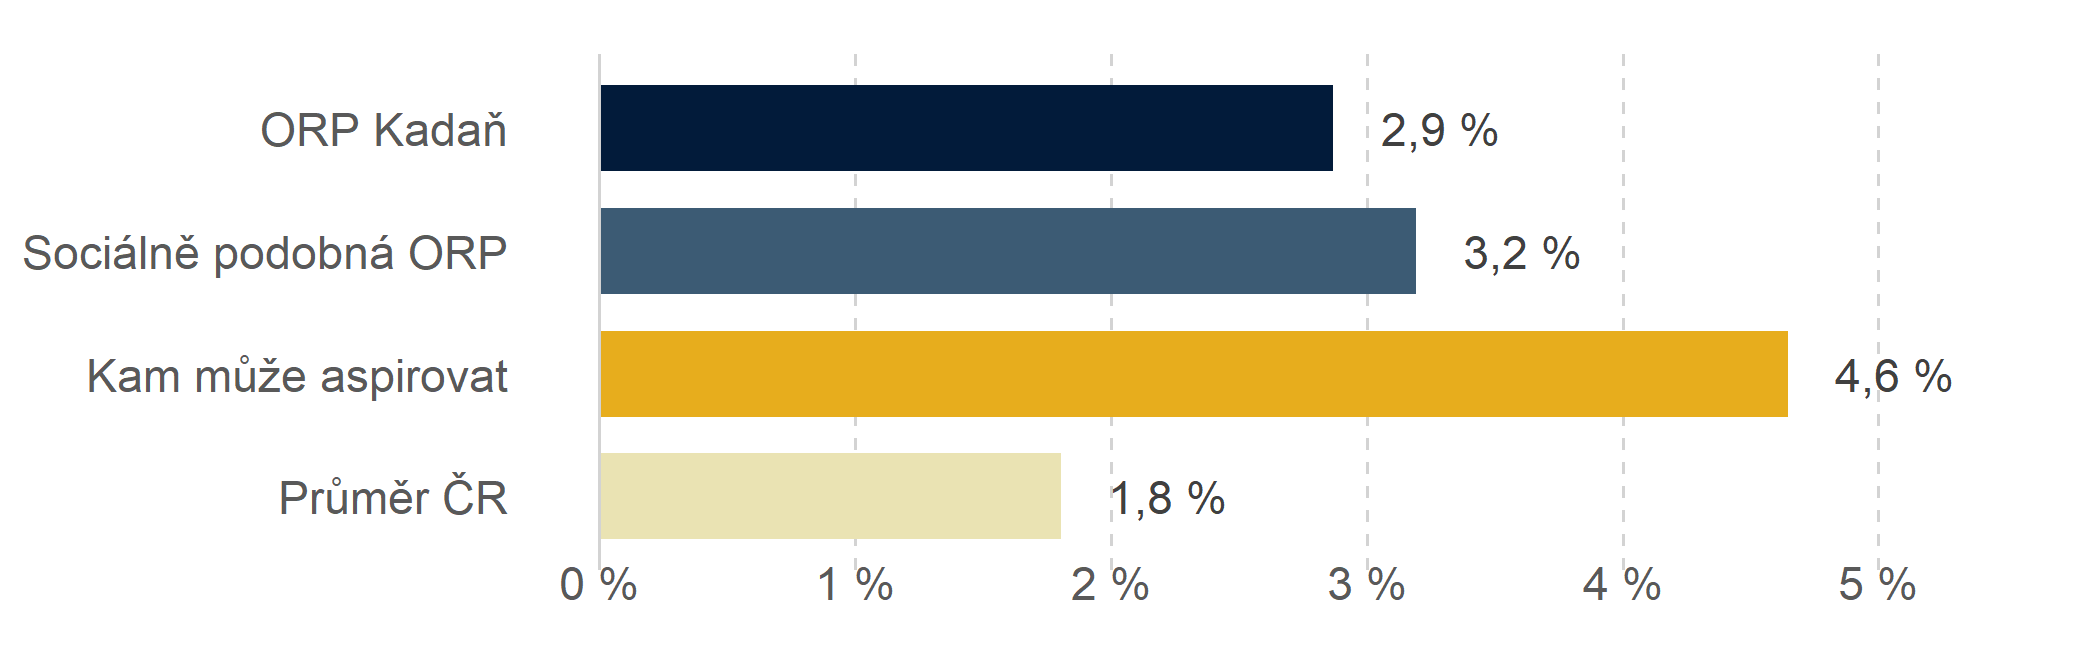 ORP Kadaň 2,9 %
Sociálně podobná ORP 3,2 %
Kam může aspirovat 4,6 %
Průměr ČR 1,8 %
0 % 1 % 2 % 3 % 4 % 5 %